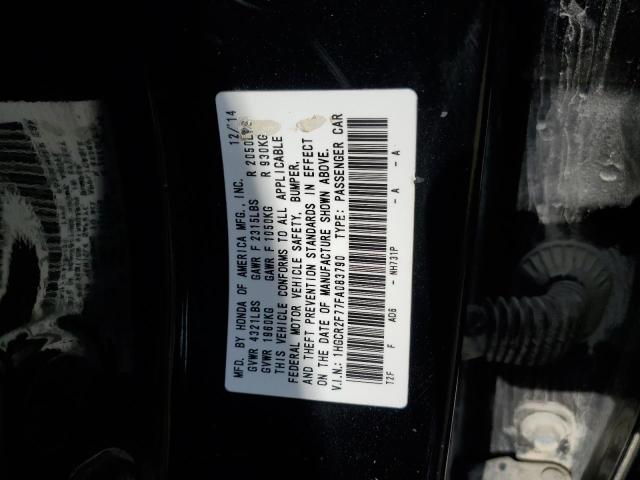 MFD. BY HONDA OF AMERICA MFG., INC. 12/'14
GVWR 4321LBS GAWR F 2315LBS R 2050LBS
GVWR 1960KG GAWR F 1050KG R 930KG
THIS VEHICLE CONFORMS TO ALL APPLICABLE
FEDERAL MOTOR VEHICLE SAFETY, BUMPER,
AND THEFT PREVENTION STANDARDS IN EFFECT
ON THE DATE OF MANUFACTURE SHOWN ABOVE.
V.I.N.: 1HGCR2F77FA083790 TYPE: PASSENGER CAR
T2F F AD6 - NH731P - A - A